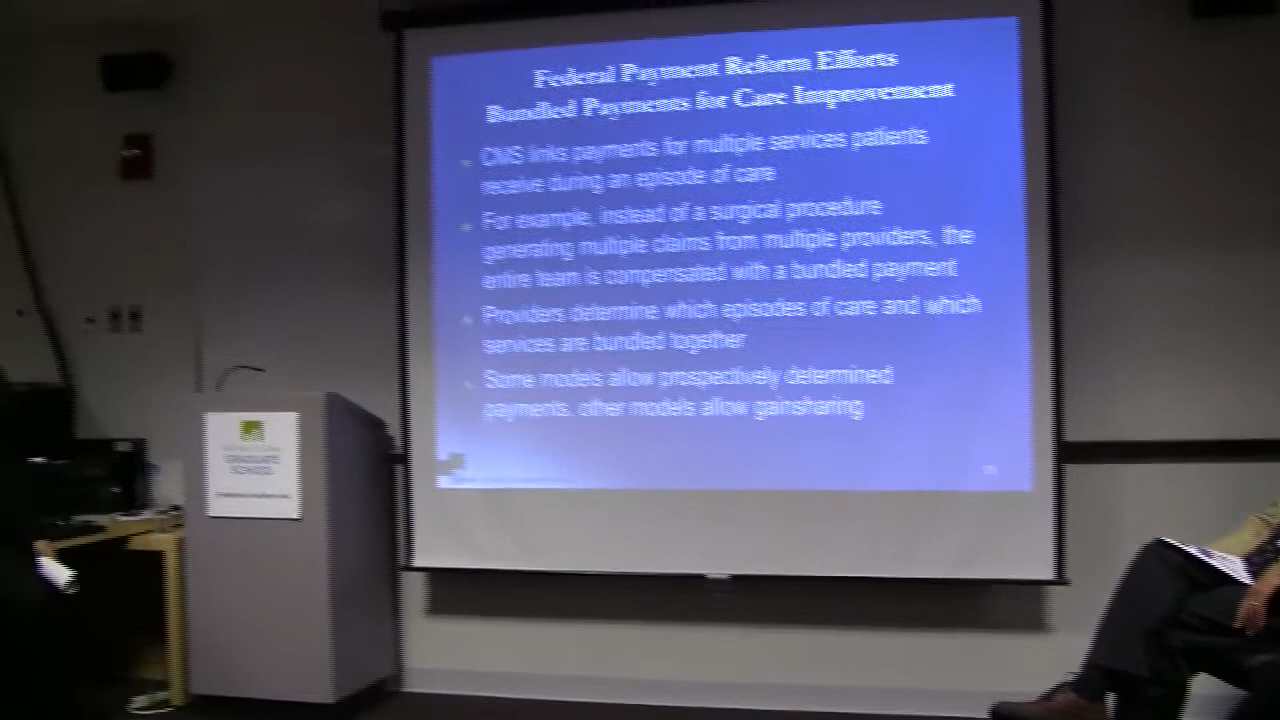 Federal Payment Reform Efforts
Bundled Payments for Care Improvement
CMS links payments for multiple services patients
receive during an episode of care
For example, instead of a surgical procedure
generating multiple claims from multiple providers, the
entire team is compensated with a bundled payment
Providers determine which episodes of care and which
services are bundled together
Some models allow prospectively determined
payments, other models allow gainsharing
GRADUATE
SCHOOL